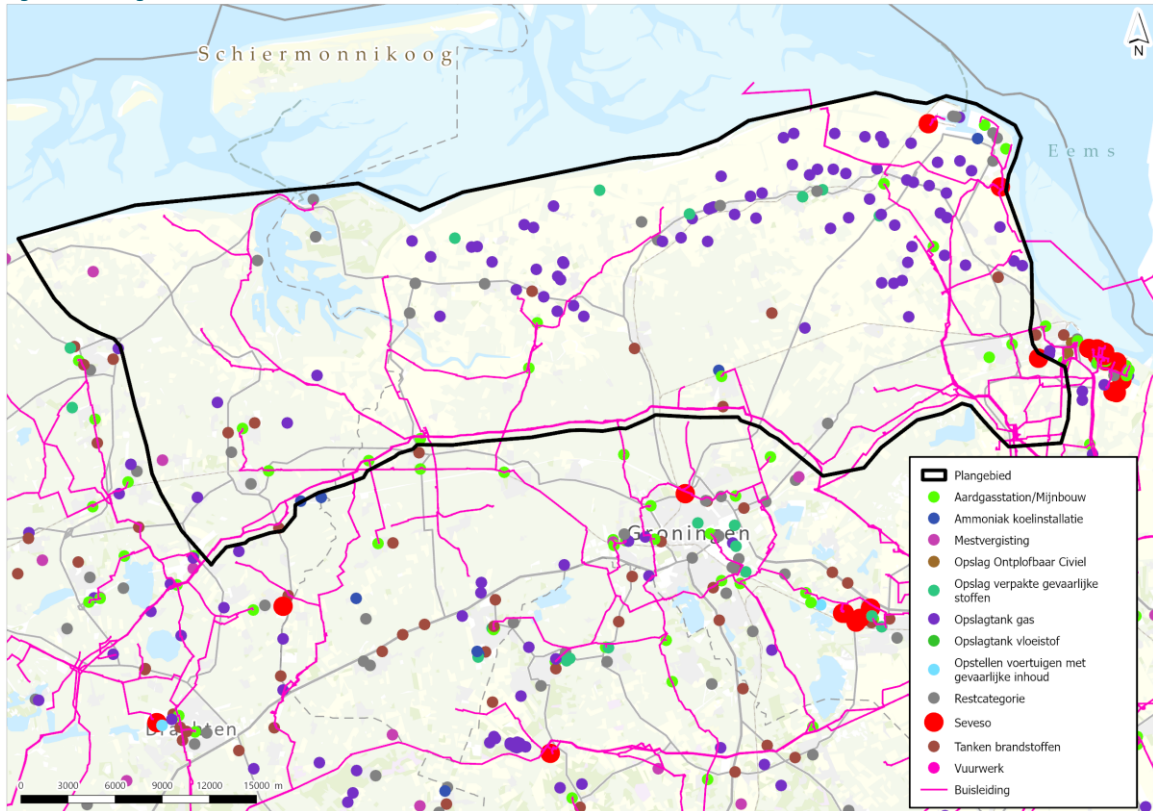 Schiermonnikoog
N
Eems
Groningen
Drachten
Plangebied
Aardgasstation/Mijnbouw
Ammoniak koelinstallatie
Mestvergisting
Opslag Ontplofbaar Civiel
Opslag verpakte gevaarlijke
stoffen
Opslagtank gas
Opslagtank vloeistof
Opstellen voertuigen met
gevaarlijke inhoud
Restcategorie
Seveso
Tanken brandstoffen
Vuurwerk
Buisleiding
0 3000 6000 9000 12000 15000 m